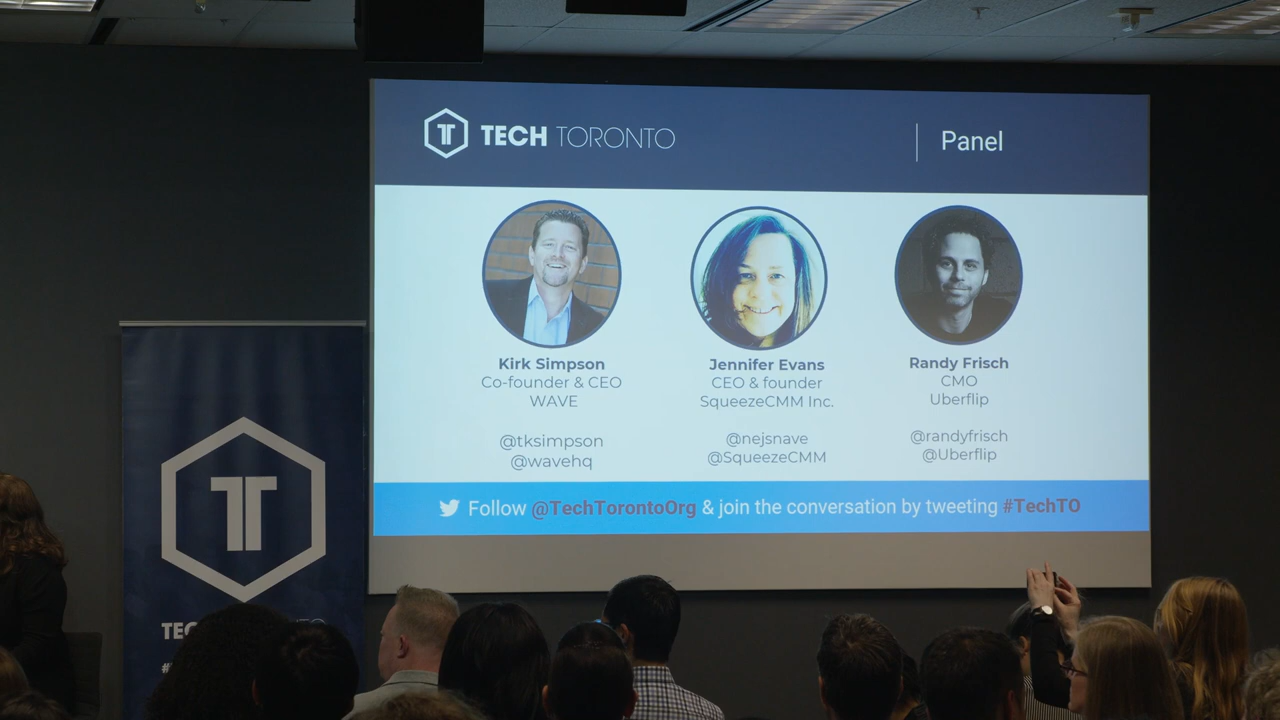 TECH TORONTO
Panel
Kirk Simpson
Co-founder & CEO
WAVE
@tksimpson
@wavehq
Jennifer Evans
CEO & founder
SqueezeCMM Inc.
@nejsnave
@SqueezeCMM
Randy Frisch
CMO
Uberflip
@randyfrisch
@Uberflip
Follow @TechTorontoOrg & join the conversation by tweeting #TechTO